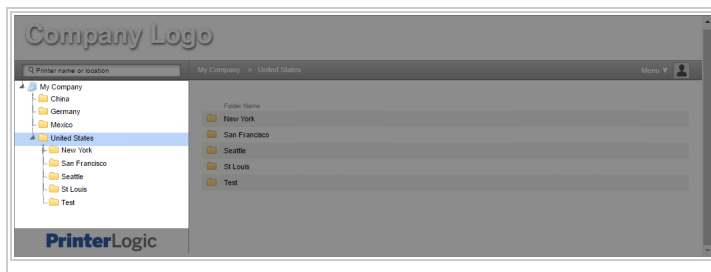 Company Logo
Printer name or location
My Company > United States
Menu ▼
My Company
China
Germany
Mexico
United States
New York
San Francisco
Seattle
St Louis
Test
Folder Name
New York
San Francisco
Seattle
St Louis
Test
PrinterLogic